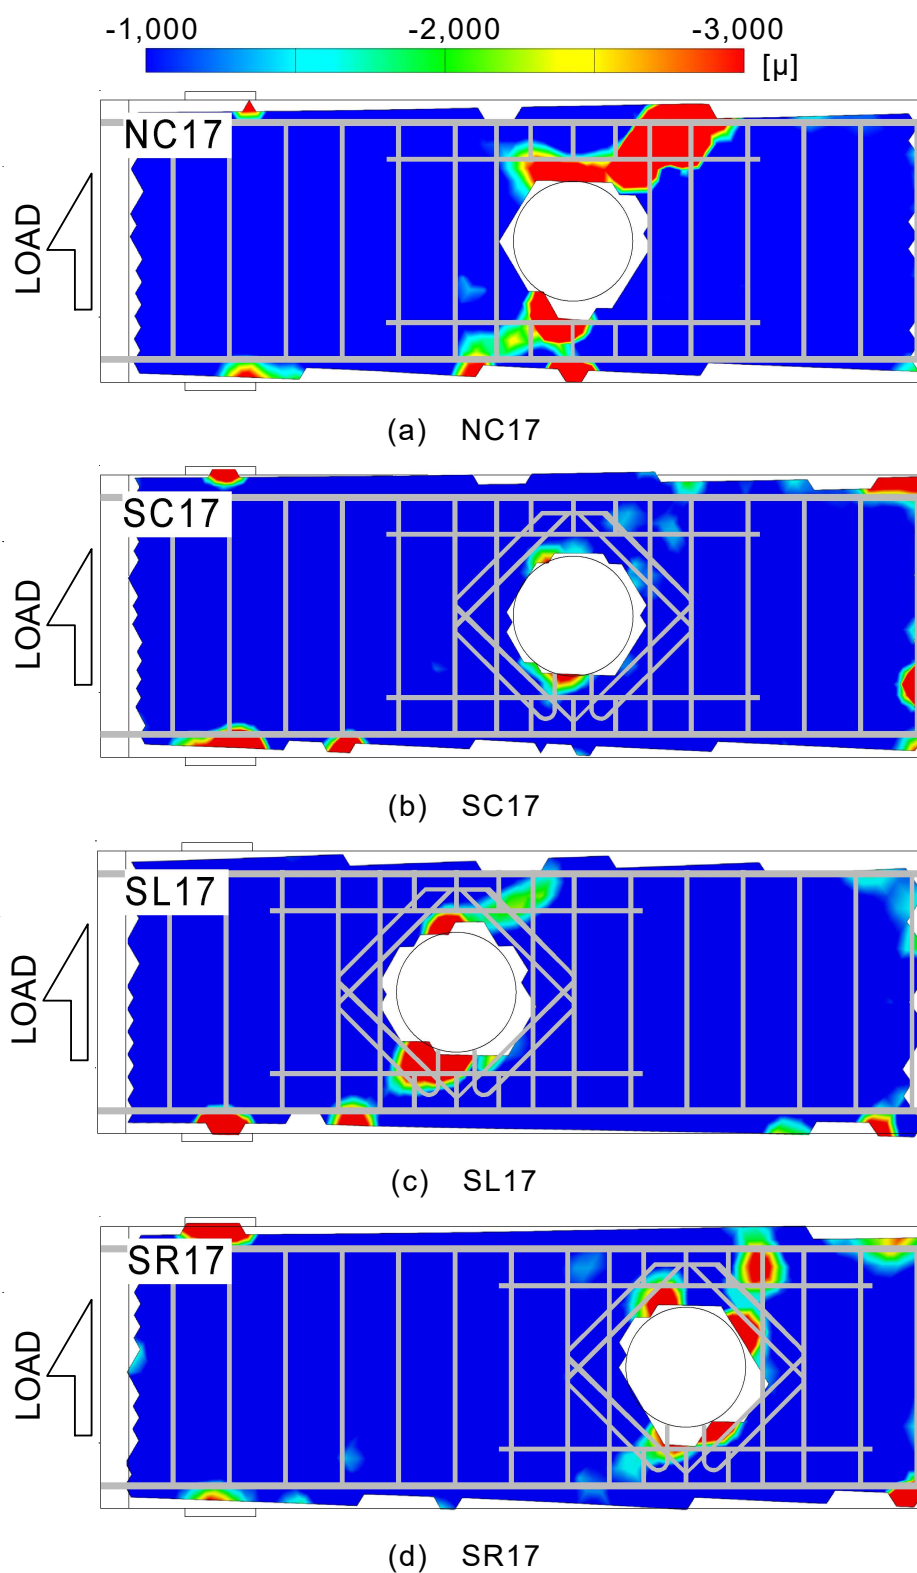 -1,000 -2,000 -3,000
[μ]
NC17
LOAD
(a) NC17
SC17
LOAD
(b) SC17
SL17
LOAD
(c) SL17
SR17
LOAD
(d) SR17